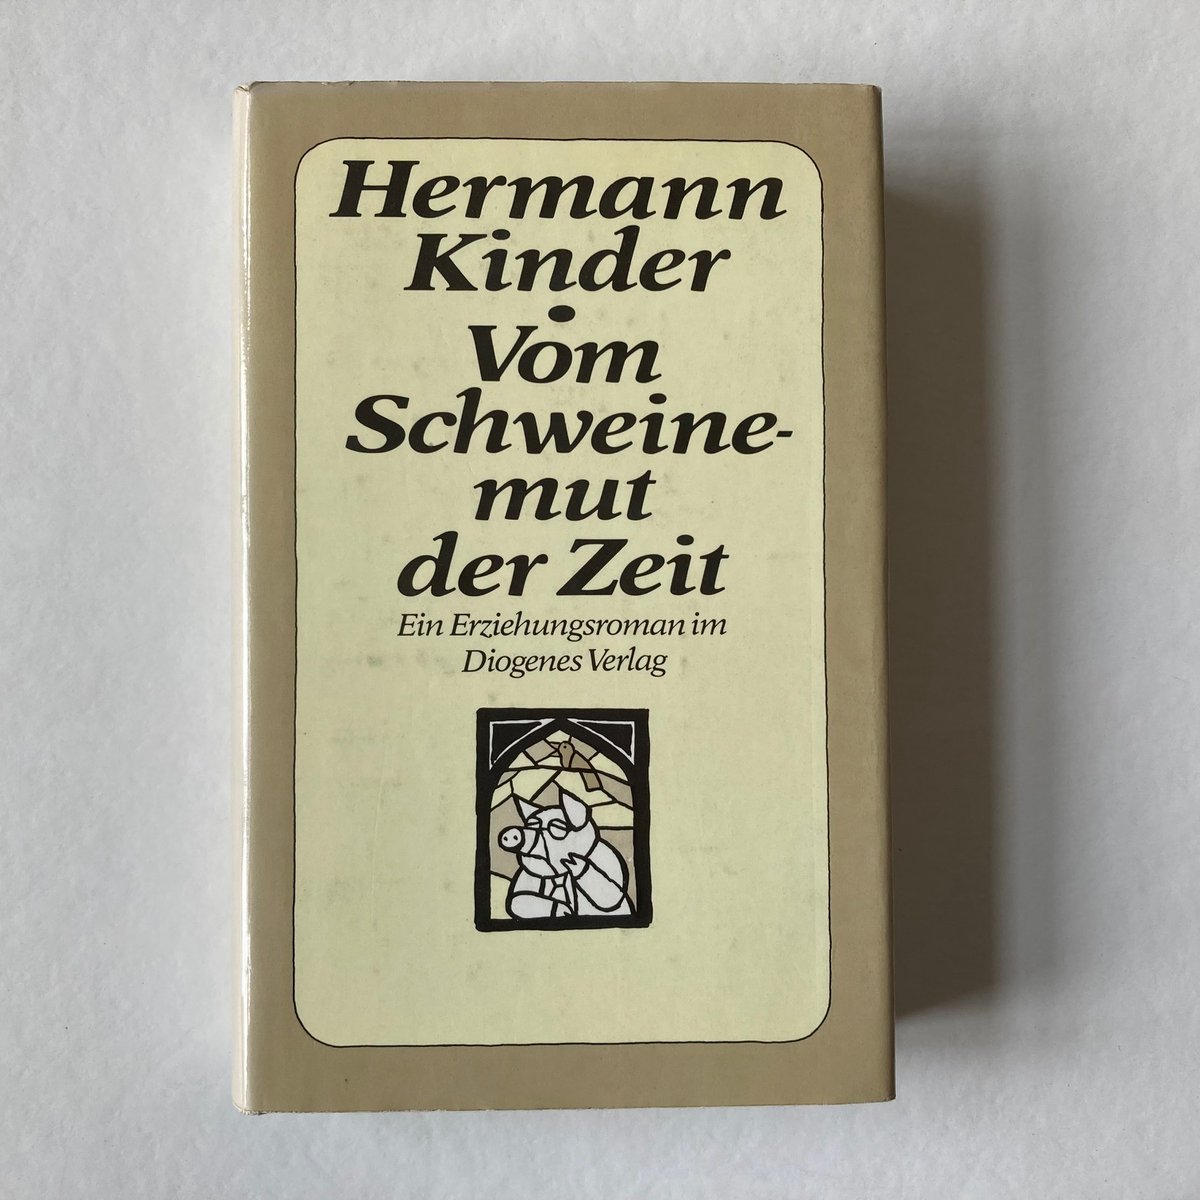 Hermann
Kinder
•
Vom
Schweine-
mut
der Zeit
Ein Erziehungsroman im
Diogenes Verlag